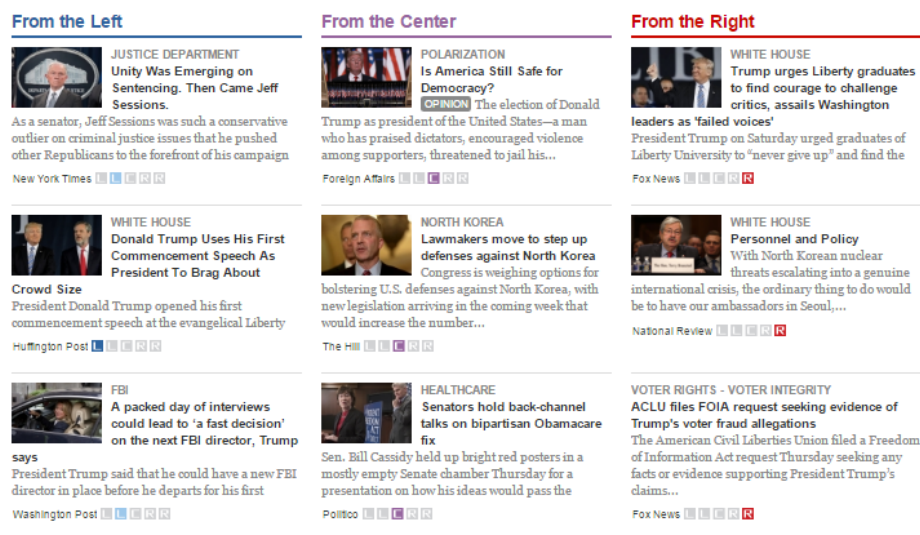 From the Left
JUSTICE DEPARTMENT
Unity Was Emerging on
Sentencing. Then Came Jeff
Sessions.
As a senator, Jeff Sessions was such a conservative
outlier on criminal justice issues that he pushed
other Republicans to the forefront of his campaign
New York Times L L C R R
WHITE HOUSE
Donald Trump Uses His First
Commencement Speech As
President To Brag About
Crowd Size
President Donald Trump opened his first
commencement speech at the evangelical Liberty
Huffington Post L L C R R
FBI
A packed day of interviews
could lead to ‘a fast decision’
on the next FBI director, Trump
says
President Trump said that he could have a new FBI
director in place before he departs for his first
Washington Post L L C R R
From the Center
POLARIZATION
Is America Still Safe for
Democracy?
OPINION The election of Donald
Trump as president of the United States—a man
who has praised dictators, encouraged violence
among supporters, threatened to jail his...
Foreign Affairs L L C R R
NORTH KOREA
Lawmakers move to step up
defenses against North Korea
Congress is weighing options for
bolstering U.S. defenses against North Korea, with
new legislation arriving in the coming week that
would increase the number...
The Hill L L C R R
HEALTHCARE
Senators hold back-channel
talks on bipartisan Obamacare
fix
Sen. Bill Cassidy held up bright red posters in a
mostly empty Senate chamber Thursday for a
presentation on how his ideas would pass the
Politico L L C R R
From the Right
WHITE HOUSE
Trump urges Liberty graduates
to find courage to challenge
critics, assails Washington
leaders as 'failed voices'
President Trump on Saturday urged graduates of
Liberty University to “never give up” and find the
Fox News L L C R R
WHITE HOUSE
Personnel and Policy
With North Korean nuclear
threats escalating into a genuine
international crisis, the ordinary thing to do would
be to have our ambassadors in Seoul,...
National Review L L C R R
VOTER RIGHTS - VOTER INTEGRITY
ACLU files FOIA request seeking evidence of
Trump's voter fraud allegations
The American Civil Liberties Union filed a Freedom
of Information Act request Thursday seeking any
facts or evidence supporting President Trump’s
claims...
Fox News L L C R R